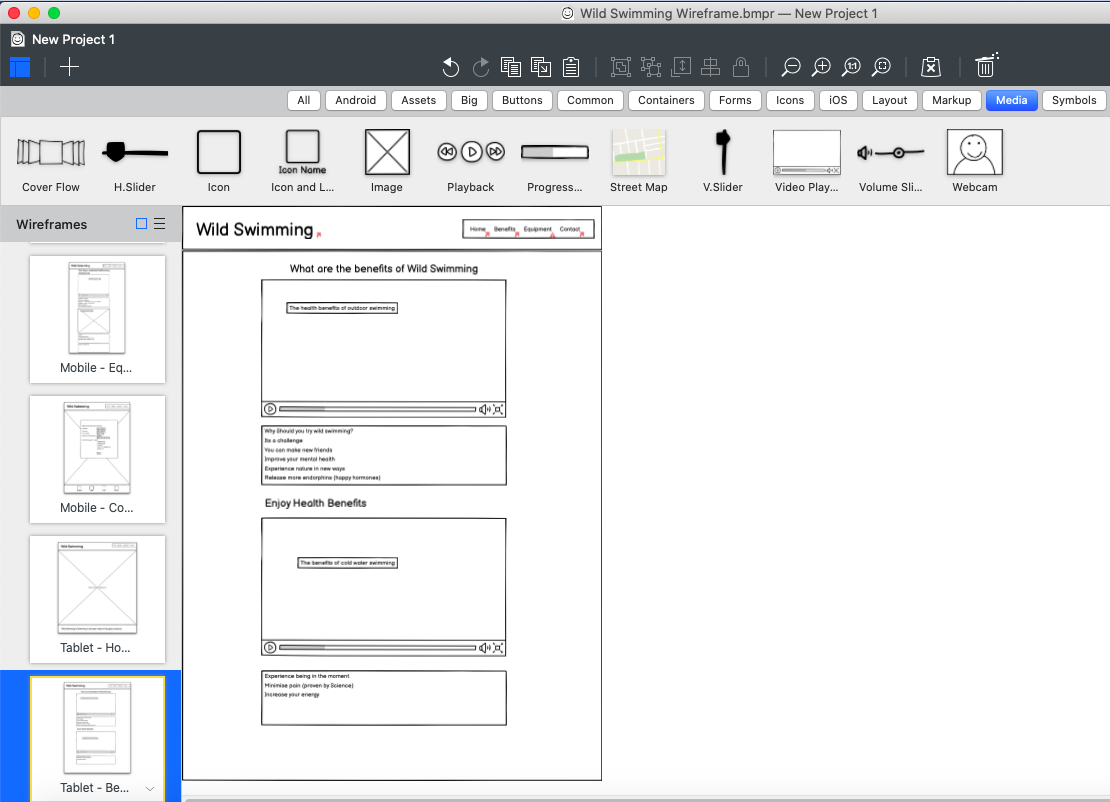 Wild Swimming Wireframe.bmpr — New Project 1
New Project 1
1:1
All Android Assets Big Buttons Common Containers Forms Icons iOS Layout Markup Media Symbols
Icon Name
Cover Flow H.Slider Icon Icon and L... Image Playback Progress... Street Map V.Slider Video Play... Volume Sli... Webcam
Wireframes
Mobile - Eq...
Mobile - Co...
Tablet - Ho...
Tablet - Be...
Wild Swimming
Home Benefits Equipment Contact
What are the benefits of Wild Swimming
The health benefits of outdoor swimming
Why Should you try wild swimming?
Its a challenge
You can make new friends
Improve your mental health
Experience nature in new ways
Release more endorphins (happy hormones)
Enjoy Health Benefits
The benefits of cold water swimming
Experience being in the moment
Minimise pain (proven by Science)
Increase your energy